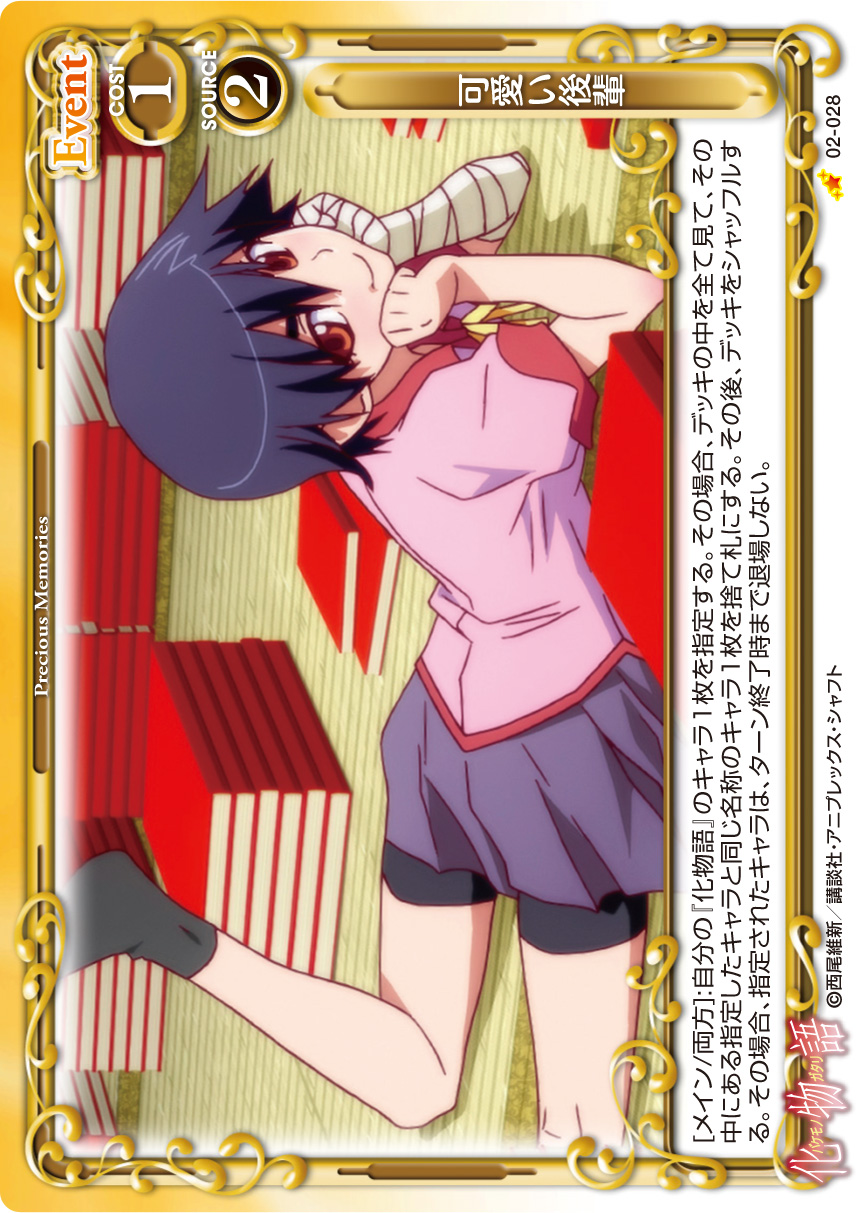 Event
COST
1
SOURCE
2
可愛い後輩
Precious Memories
[メイン/両方]:自分の『化物語』のキャラ1枚を指定する。その場合、デッキの中を全て見て、その
中にある指定したキャラと同じ名称のキャラ1枚を捨て札にする。その後、デッキをシャッフルす
る。その場合、指定されたキャラは、ターン終了時まで退場しない。
化物語
バケモノガタリ
©西尾維新/講談社・アニプレックス・シャフト
02-028